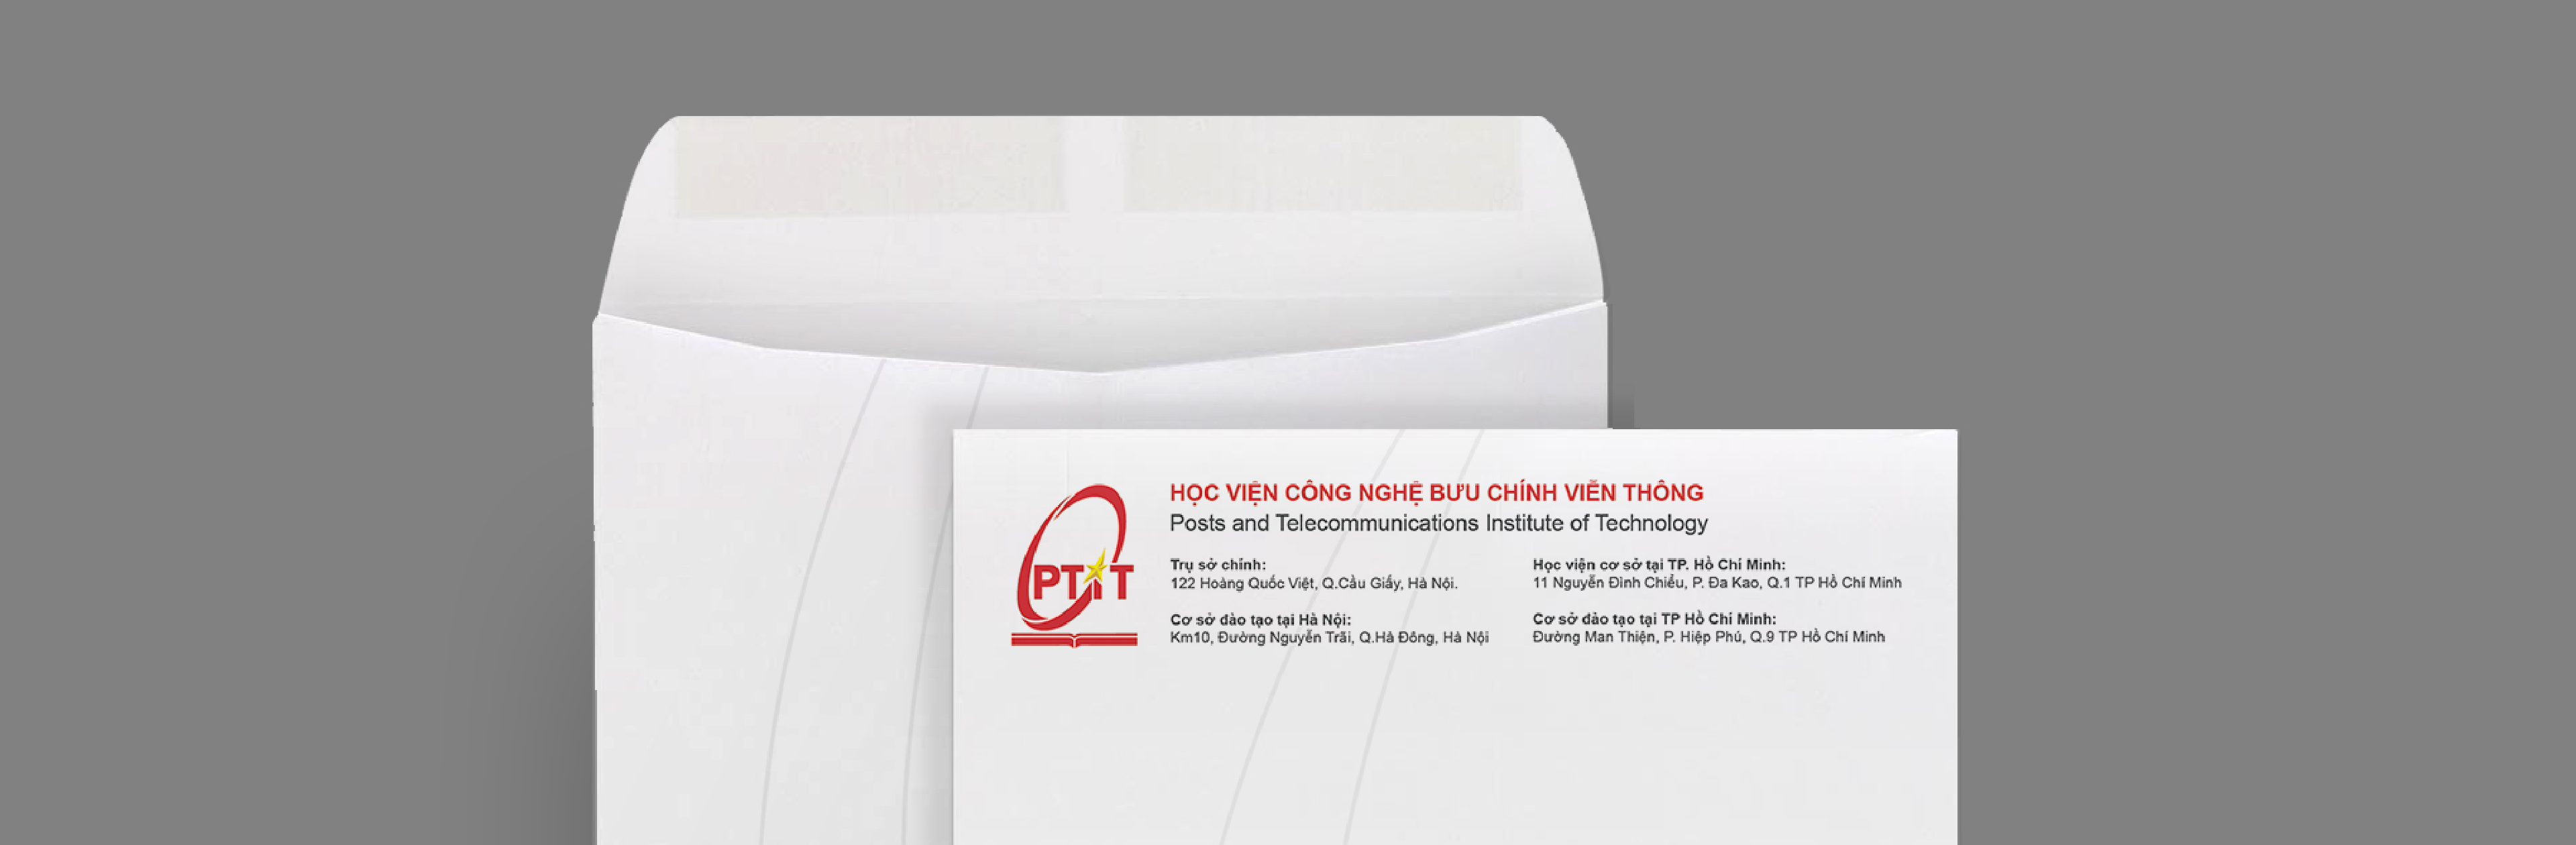 PTIT
HỌC VIỆN CÔNG NGHỆ BƯU CHÍNH VIỄN THÔNG
Posts and Telecommunications Institute of Technology
Trụ sở chính:
122 Hoàng Quốc Việt, Q.Cầu Giấy, Hà Nội.
Cơ sở đào tạo tại Hà Nội:
Km10, Đường Nguyễn Trãi, Q.Hà Đông, Hà Nội
Học viện cơ sở tại TP. Hồ Chí Minh:
11 Nguyễn Đình Chiểu, P. Đa Kao, Q.1 TP Hồ Chí Minh
Cơ sở đào tạo tại TP Hồ Chí Minh:
Đường Man Thiện, P. Hiệp Phú, Q.9 TP Hồ Chí Minh